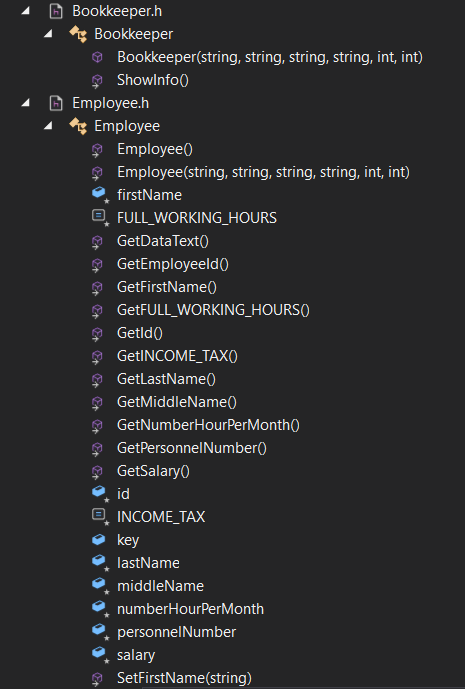 Bookkeeper.h
Bookkeeper
Bookkeeper(string, string, string, string, int, int)
ShowInfo()
Employee.h
Employee
Employee()
Employee(string, string, string, string, int, int)
firstName
FULL_WORKING_HOURS
GetDataText()
GetEmployeeId()
GetFirstName()
GetFULL_WORKING_HOURS()
GetId()
GetINCOME_TAX()
GetLastName()
GetMiddleName()
GetNumberHourPerMonth()
GetPersonnelNumber()
GetSalary()
id
INCOME_TAX
key
lastName
middleName
numberHourPerMonth
personnelNumber
salary
SetFirstName(string)